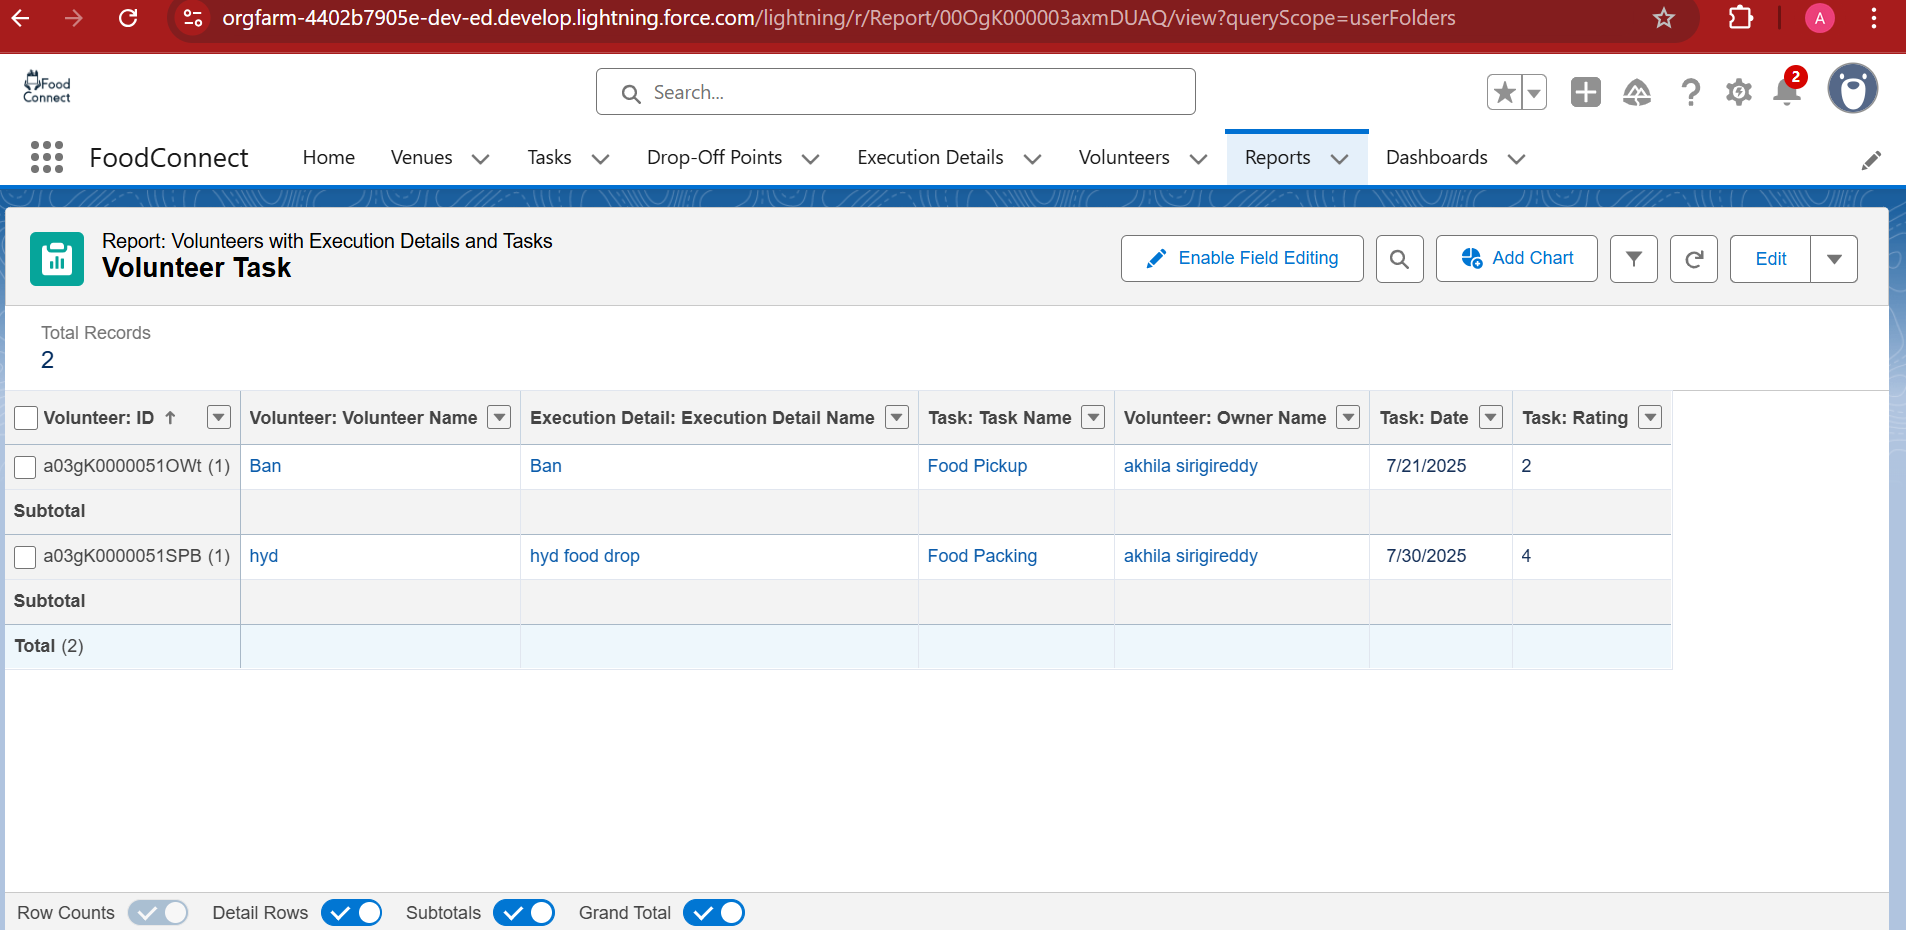 orgfarm-4402b7905e-dev-ed.develop.lightning.force.com/lightning/r/Report/00OgK000003axmDUAQ/view?queryScope=userFolders
A
Food
Connect
Search...
2
FoodConnect
Home
Venues
Tasks
Drop-Off Points
Execution Details
Volunteers
Reports
Dashboards
Report: Volunteers with Execution Details and Tasks
Volunteer Task
Enable Field Editing
Add Chart
Edit
Total Records
2
Volunteer: ID ↑ Volunteer: Volunteer Name Execution Detail: Execution Detail Name Task: Task Name Volunteer: Owner Name Task: Date Task: Rating
a03gK0000051OWt (1) Ban Ban Food Pickup akhila sirigireddy 7/21/2025 2
Subtotal
a03gK0000051SPB (1) hyd hyd food drop Food Packing akhila sirigireddy 7/30/2025 4
Subtotal
Total (2)
Row Counts
Detail Rows
Subtotals
Grand Total